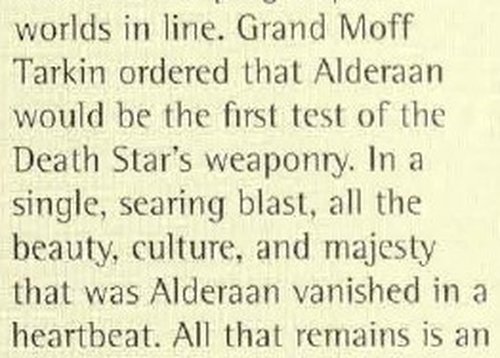 worlds in line. Grand Moff
Tarkin ordered that Alderaan
would be the first test of the
Death Star's weaponry. In a
single, searing blast, all the
beauty, culture, and majesty
that was Alderaan vanished in a
heartbeat. All that remains is an